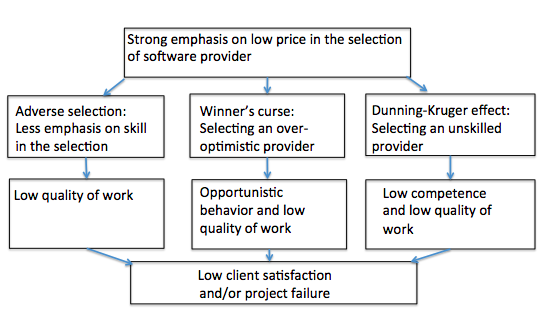 Strong emphasis on low price in the selection
of software provider
Adverse selection:
Less emphasis on skill
in the selection
Winner's curse:
Selecting an over-
optimistic provider
Dunning-Kruger effect:
Selecting an unskilled
provider
Low quality of work
Opportunistic
behavior and low
quality of work
Low competence
and low quality of
work
Low client satisfaction
and/or project failure